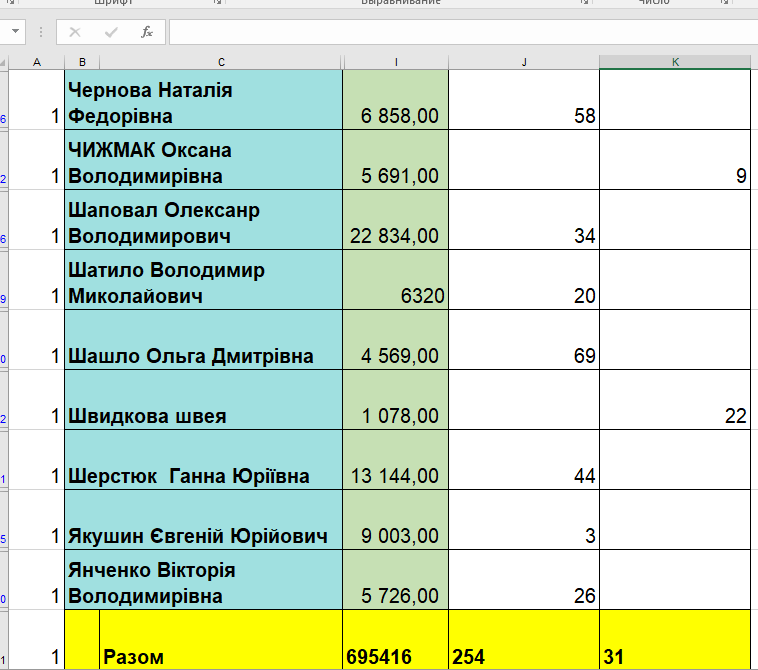 Шрифт Выравнивание Число
fx
A B C I J K
6 1 Чернова Наталія Федорівна 6 858,00 58
2 1 ЧИЖМАК Оксана Володимирівна 5 691,00 9
6 1 Шаповал Олексанр Володимирович 22 834,00 34
9 1 Шатило Володимир Миколайович 6320 20
0 1 Шашло Ольга Дмитрівна 4 569,00 69
2 1 Швидкова швея 1 078,00 22
1 1 Шерстюк Ганна Юріївна 13 144,00 44
5 1 Якушин Євгеній Юрійович 9 003,00 3
0 1 Янченко Вікторія Володимирівна 5 726,00 26
1 1 Разом 695416 254 31